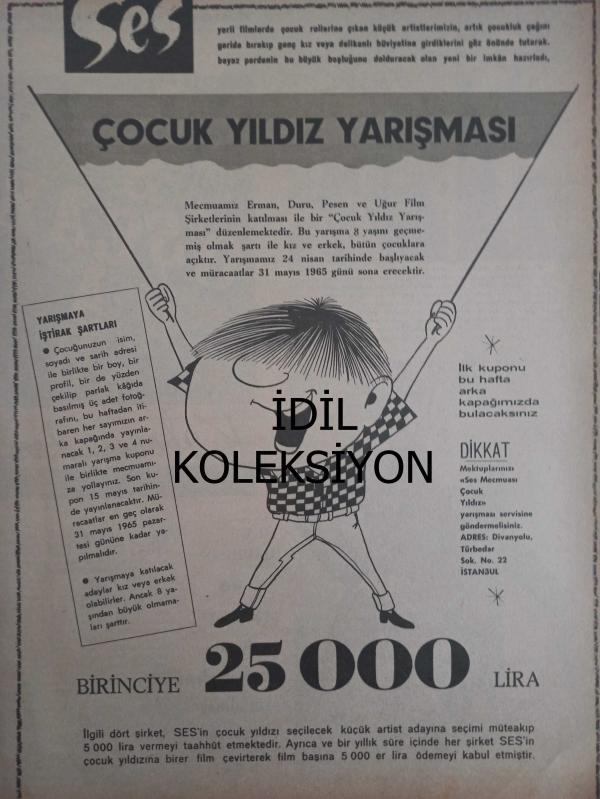 Ses
yerli filmlerde çocuk rollerine çıkan küçük artistlerimizin, artık çocukluk çağını
geride bırakıp genç kız veya delikanlı hüviyetine girdiklerini göz önünde tutarak,
beyaz perdenin bu büyük boşluğunu dolduracak olan yeni bir imkân hazırladı,
ÇOCUK YILDIZ YARIŞMASI
Mecmuamız Erman, Duru, Pesen ve Uğur Film
Şirketlerinin katılması ile bir "Çocuk Yıldız Yarış-
ması" düzenlemektedir. Bu yarışma 8 yaşını geçme-
miş olmak şartı ile kız ve erkek, bütün çocuklara
açıktır. Yarışmamız 24 nisan tarihinde başlıyacak
ve müracaatlar 31 mayıs 1965 günü sona erecektir.
YARIŞMAYA
İŞTİRAK ŞARTLARI
● Çocuğunuzun isim,
soyadı ve sarih adresi
ile birlikte bir boy, bir
profil, bir de yüzden
çekilip parlak kâğıda
basılmış üç adet fotoğ-
rafını, bu haftadan iti-
baren her sayımızın ar-
ka kapağında yayınla-
nacak 1, 2, 3 ve 4 nu-
maralı yarışma kuponu
ile birlikte mecmuamı-
za yollayınız. Son ku-
pon 15 mayıs tarihin-
de yayınlanacaktır. Mü-
racaatlar en geç olarak
31 mayıs 1965 pazar-
tesi gününe kadar ya-
pılmalıdır.
● Yarışmaya katılacak
adaylar kız veya erkek
olabilirler. Ancak 8 ya-
şından büyük olmama-
ları şarttır.
İlk kuponu
bu hafta
arka
kapağımızda
bulacaksınız
DİKKAT
Mektuplarınızı
«Ses Mecmuası
Çocuk
Yıldız»
yarışması servisine
göndermelisiniz.
ADRES: Divanyolu,
Türbedar
Sok. No. 22
İSTANBUL
İDİL
KOLEKSİYON
BİRİNCİYE 25 000 LİRA
İlgili dört şirket, SES'in çocuk yıldızı seçilecek küçük artist adayına seçimi müteakıp
5 000 lira vermeyi taahhüt etmektedir. Ayrıca ve bir yıllık süre içinde her şirket SES'in
çocuk yıldızına birer film çevirterek film başına 5 000 er lira ödemeyi kabul etmiştir.